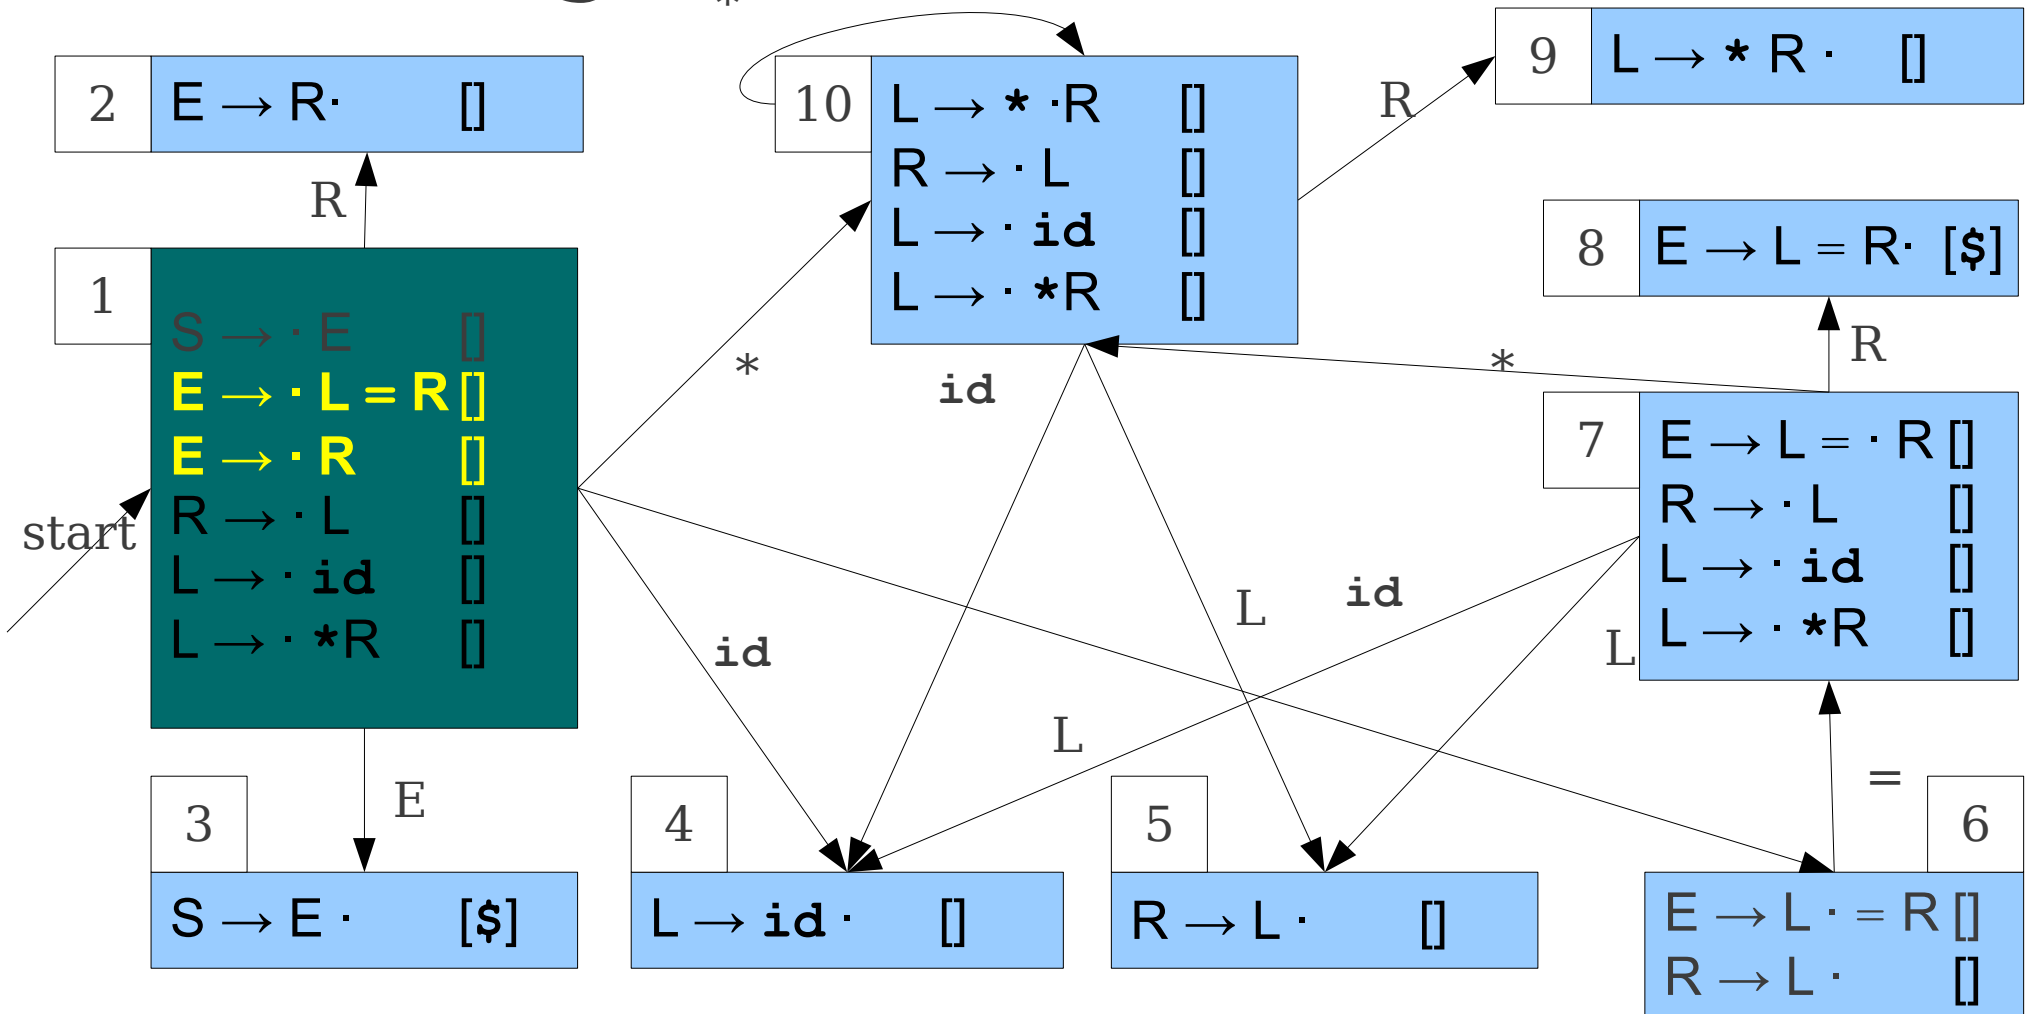 *
2
E → R· []
R
1
S → · E []
E → · L = R []
E → · R []
R → · L []
L → · id []
L → · *R []
start
E
3
S → E · [$]
10
L → * ·R []
R → · L []
L → · id []
L → · *R []
*
id
id
L
L
id
L
4
L → id · []
5
R → L · []
R
9
L → * R · []
8
E → L = R· [$]
R
*
7
E → L = · R []
R → · L []
L → · id []
L → · *R []
=
6
E → L · = R []
R → L · []